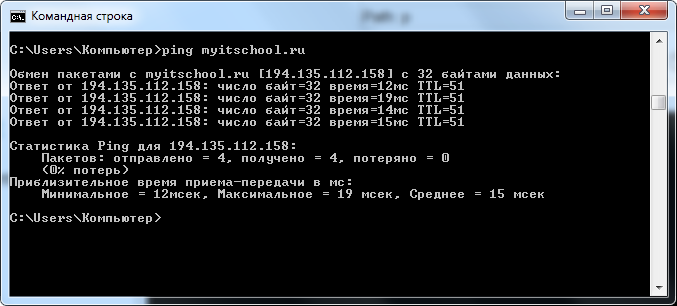 Командная строка
C:\Users\Компьютер>ping myitschool.ru
Обмен пакетами с myitschool.ru [194.135.112.158] с 32 байтами данных:
Ответ от 194.135.112.158: число байт=32 время=12мс TTL=51
Ответ от 194.135.112.158: число байт=32 время=19мс TTL=51
Ответ от 194.135.112.158: число байт=32 время=14мс TTL=51
Ответ от 194.135.112.158: число байт=32 время=15мс TTL=51
Статистика Ping для 194.135.112.158:
Пакетов: отправлено = 4, получено = 4, потеряно = 0
(0% потерь)
Приблизительное время приема-передачи в мс:
Минимальное = 12мсек, Максимальное = 19 мсек, Среднее = 15 мсек
C:\Users\Компьютер>